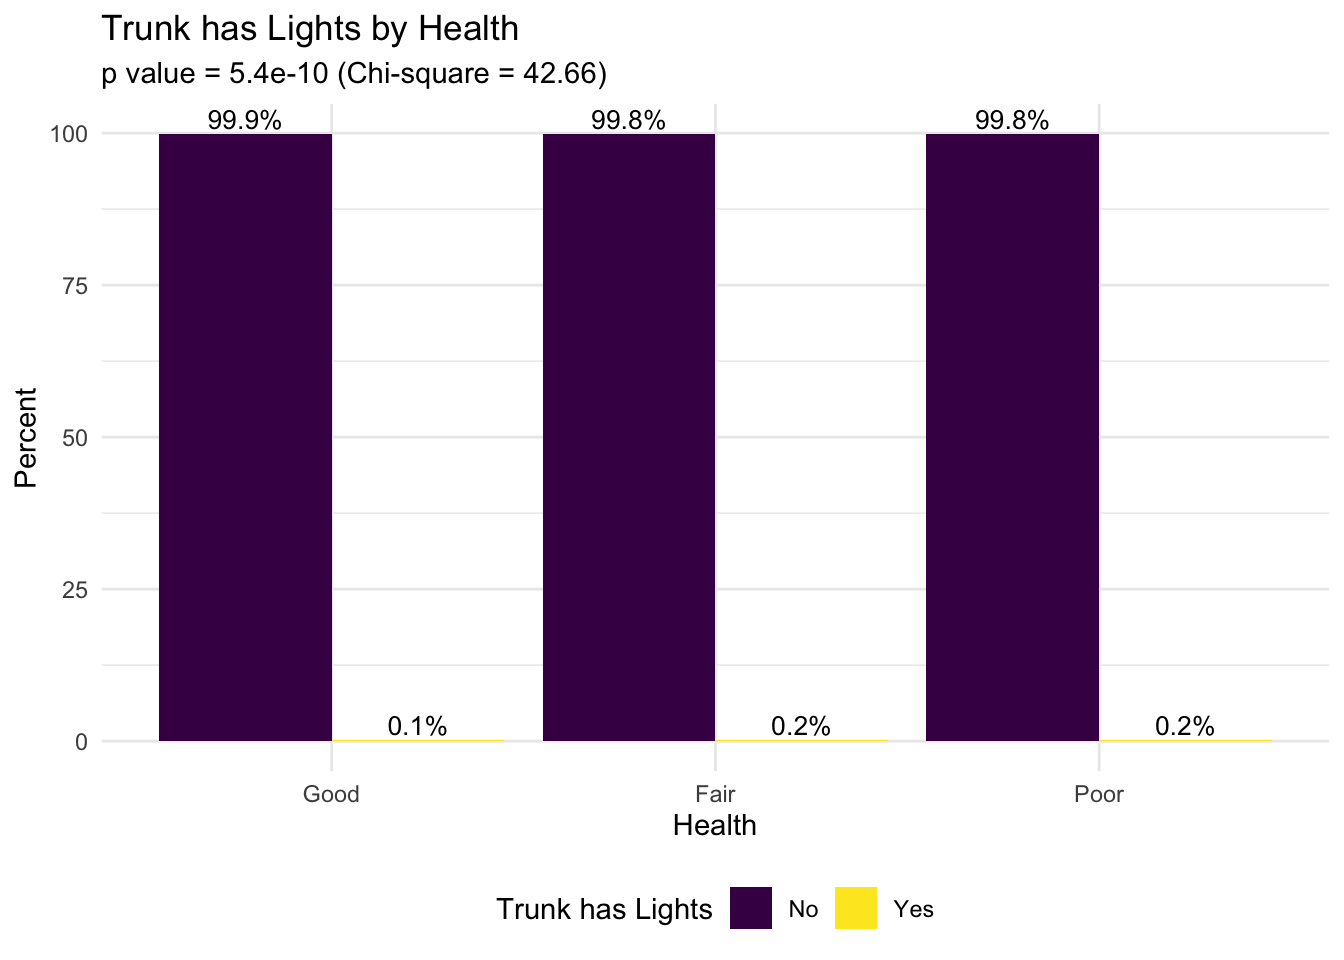 Trunk has Lights by Health
p value = 5.4e-10 (Chi-square = 42.66)
99.9% 99.8% 99.8%
100
75
50
25
0.1% 0.2% 0.2%
0
Percent
Good Fair Poor
Health
Trunk has Lights No Yes